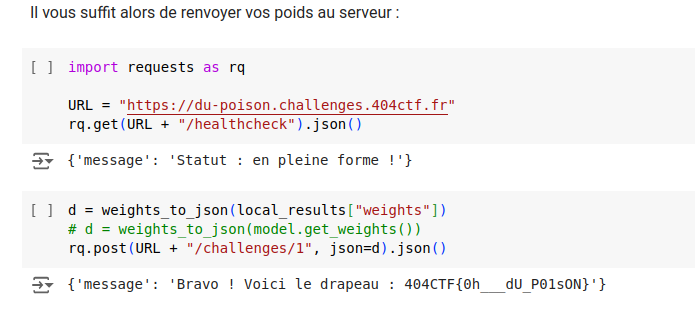 Il vous suffit alors de renvoyer vos poids au serveur :
[ ] import requests as rq
URL = "https://du-poison.challenges.404ctf.fr"
rq.get(URL + "/healthcheck").json()
{'message': 'Statut : en pleine forme !'}
[ ] d = weights_to_json(local_results["weights"])
# d = weights_to_json(model.get_weights())
rq.post(URL + "/challenges/1", json=d).json()
{'message': 'Bravo ! Voici le drapeau : 404CTF{0h___dU_P01sON}'}